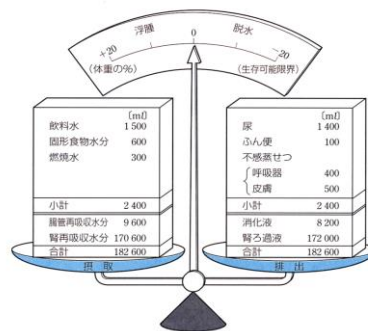 浮腫 0 脱水
+20 -20
(体重の%) (生存可能限界)
〔ml〕
飲料水 1 500
固形食物水分 600
燃焼水 300
小計 2 400
腸管再吸収水分 9 600
腎再吸収水分 170 600
合計 182 600
摂取
〔ml〕
尿 1 400
ふん便 100
不感蒸せつ
呼吸器 400
皮膚 500
小計 2 400
消化液 8 200
腎ろ過液 172 000
合計 182 600
排出